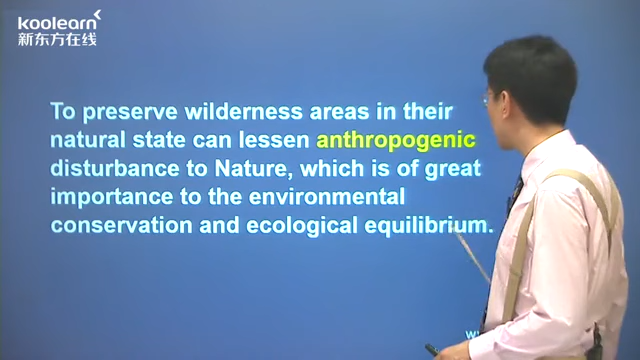 koolearn
新东方在线
To preserve wilderness areas in their
natural state can lessen anthropogenic
disturbance to Nature, which is of great
importance to the environmental
conservation and ecological equilibrium.